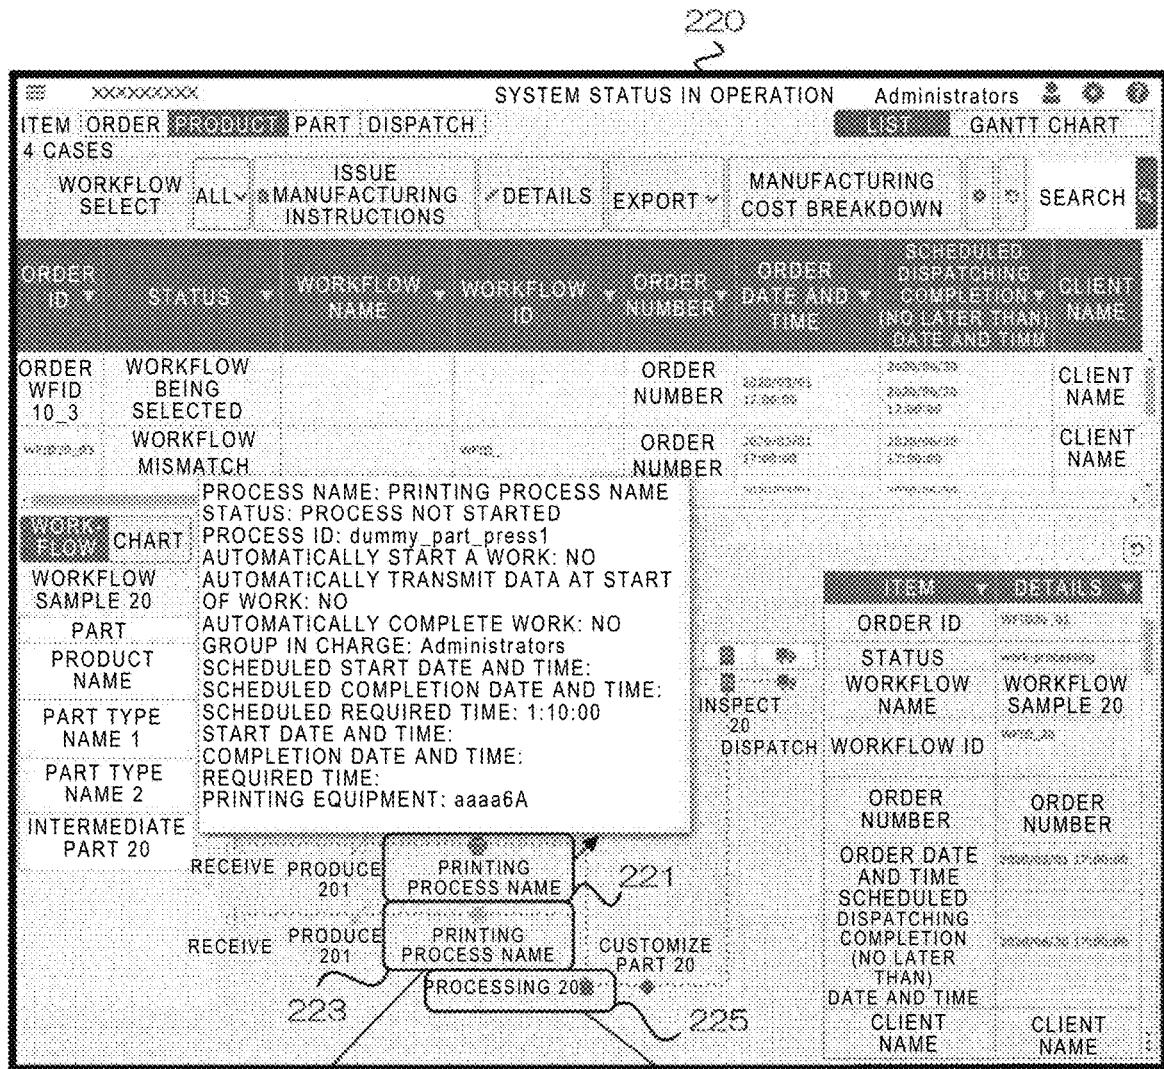 220
XXXXXXXXX SYSTEM STATUS IN OPERATION Administrators
ITEM ORDER PRODUCT PART DISPATCH LIST GANTT CHART
4 CASES
WORKFLOW
SELECT
ALL
ISSUE
MANUFACTURING
INSTRUCTIONS
DETAILS
EXPORT
MANUFACTURING
COST BREAKDOWN
SEARCH
ORDER
ID
STATUS
WORKFLOW
NAME
WORKFLOW
ID
ORDER
NUMBER
ORDER
DATE AND
TIME
SCHEDULED
DISPATCHING
COMPLETION
(NO LATER THAN)
DATE AND TIMM
CLIENT
NAME
ORDER
WFID
10_3
WORKFLOW
BEING
SELECTED
ORDER
NUMBER
CLIENT
NAME
WORKFLOW
MISMATCH
ORDER
NUMBER
CLIENT
NAME
PROCESS NAME: PRINTING PROCESS NAME
STATUS: PROCESS NOT STARTED
PROCESS ID: dummy_part_press1
AUTOMATICALLY START A WORK: NO
AUTOMATICALLY TRANSMIT DATA AT START
OF WORK: NO
AUTOMATICALLY COMPLETE WORK: NO
GROUP IN CHARGE: Administrators
SCHEDULED START DATE AND TIME:
SCHEDULED COMPLETION DATE AND TIME:
SCHEDULED REQUIRED TIME: 1:10:00
START DATE AND TIME:
COMPLETION DATE AND TIME:
REQUIRED TIME:
PRINTING EQUIPMENT: aaaa6A
WORK-
FLOW
CHART
WORKFLOW
SAMPLE 20
PART
PRODUCT
NAME
PART TYPE
NAME 1
PART TYPE
NAME 2
INTERMEDIATE
PART 20
INSPECT
20
DISPATCH
RECEIVE
PRODUCE
201
PRINTING
PROCESS NAME
221
RECEIVE
PRODUCE
201
PRINTING
PROCESS NAME
CUSTOMIZE
PART 20
223
PROCESSING 20
225
ITEM DETAILS
ORDER ID
STATUS
WORKFLOW
NAME
WORKFLOW
SAMPLE 20
WORKFLOW ID
ORDER
NUMBER
ORDER
NUMBER
ORDER DATE
AND TIME
SCHEDULED
DISPATCHING
COMPLETION
(NO LATER
THAN)
DATE AND TIME
CLIENT
NAME
CLIENT
NAME